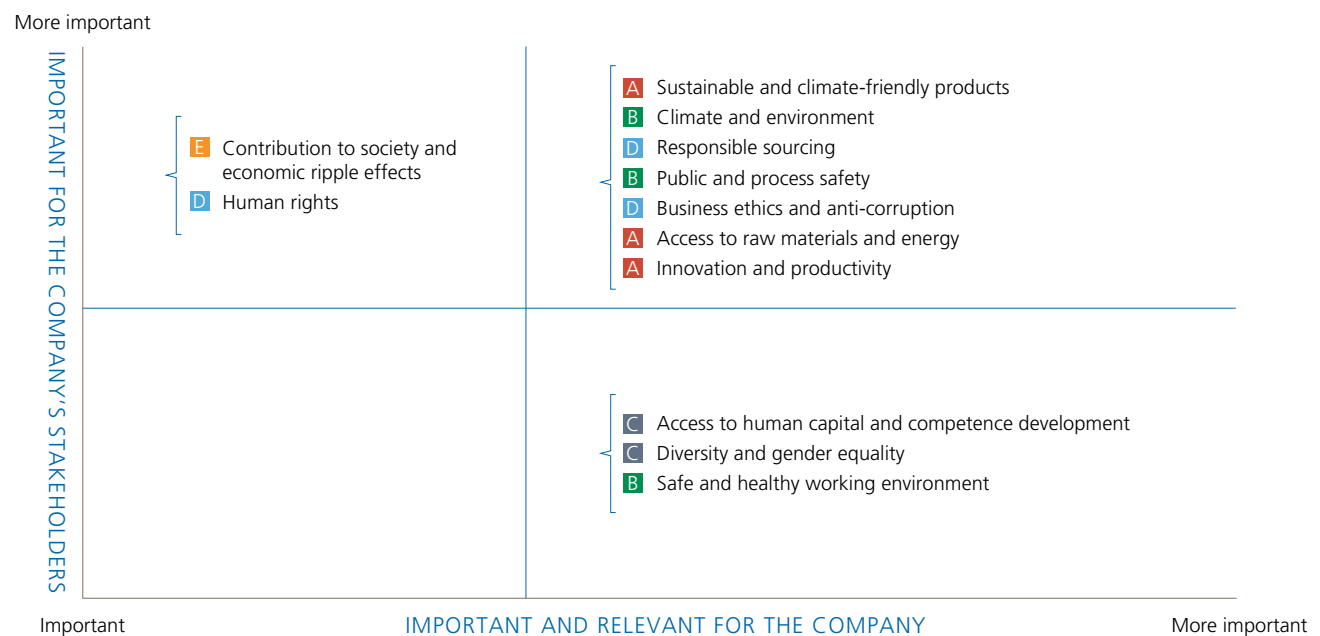 More important
IMPORTANT FOR THE COMPANY'S STAKEHOLDERS
E Contribution to society and
economic ripple effects
D Human rights
A Sustainable and climate-friendly products
B Climate and environment
D Responsible sourcing
B Public and process safety
D Business ethics and anti-corruption
A Access to raw materials and energy
A Innovation and productivity
C Access to human capital and competence development
C Diversity and gender equality
B Safe and healthy working environment
Important
IMPORTANT AND RELEVANT FOR THE COMPANY
More important